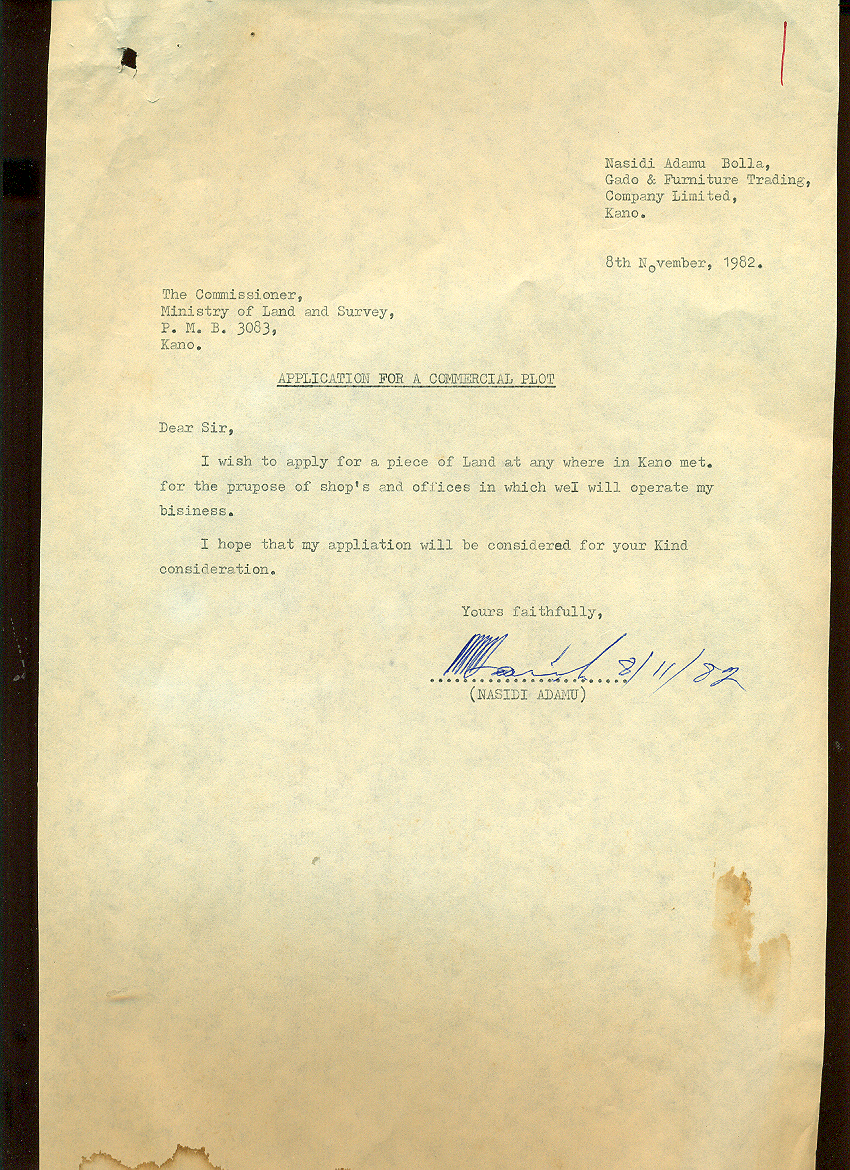 Nasidi Adamu Bolla,
Gado & Furniture Trading,
Company Limited,
Kano.
8th November, 1982.
The Commissioner,
Ministry of Land and Survey,
P. M. B. 3083,
Kano.
APPLICATION FOR A COMMERCIAL PLOT
Dear Sir,
I wish to apply for a piece of Land at any where in Kano met.
for the prupose of shop's and offices in which weI will operate my
bisiness.
I hope that my appliation will be considered for your Kind
consideration.
Yours faithfully,
8/11/82
(NASIDI ADAMU)